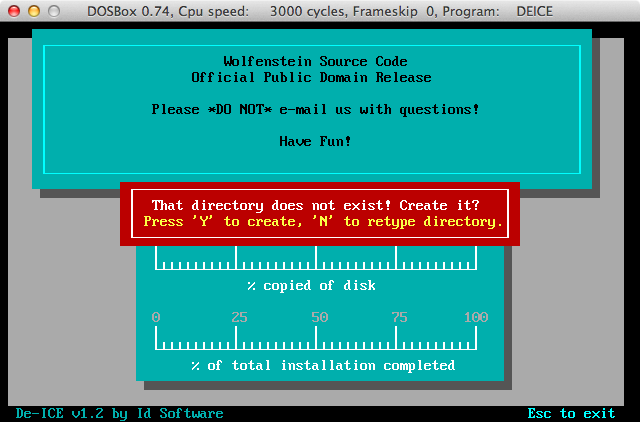 DOSBox 0.74, Cpu speed: 3000 cycles, Frameskip 0, Program: DEICE
Wolfenstein Source Code
Official Public Domain Release
Please *DO NOT* e-mail us with questions!
Have Fun!
That directory does not exist! Create it?
Press 'Y' to create, 'N' to retype directory.
% copied of disk
0 25 50 75 100
% of total installation completed
De-ICE v1.2 by Id Software Esc to exit